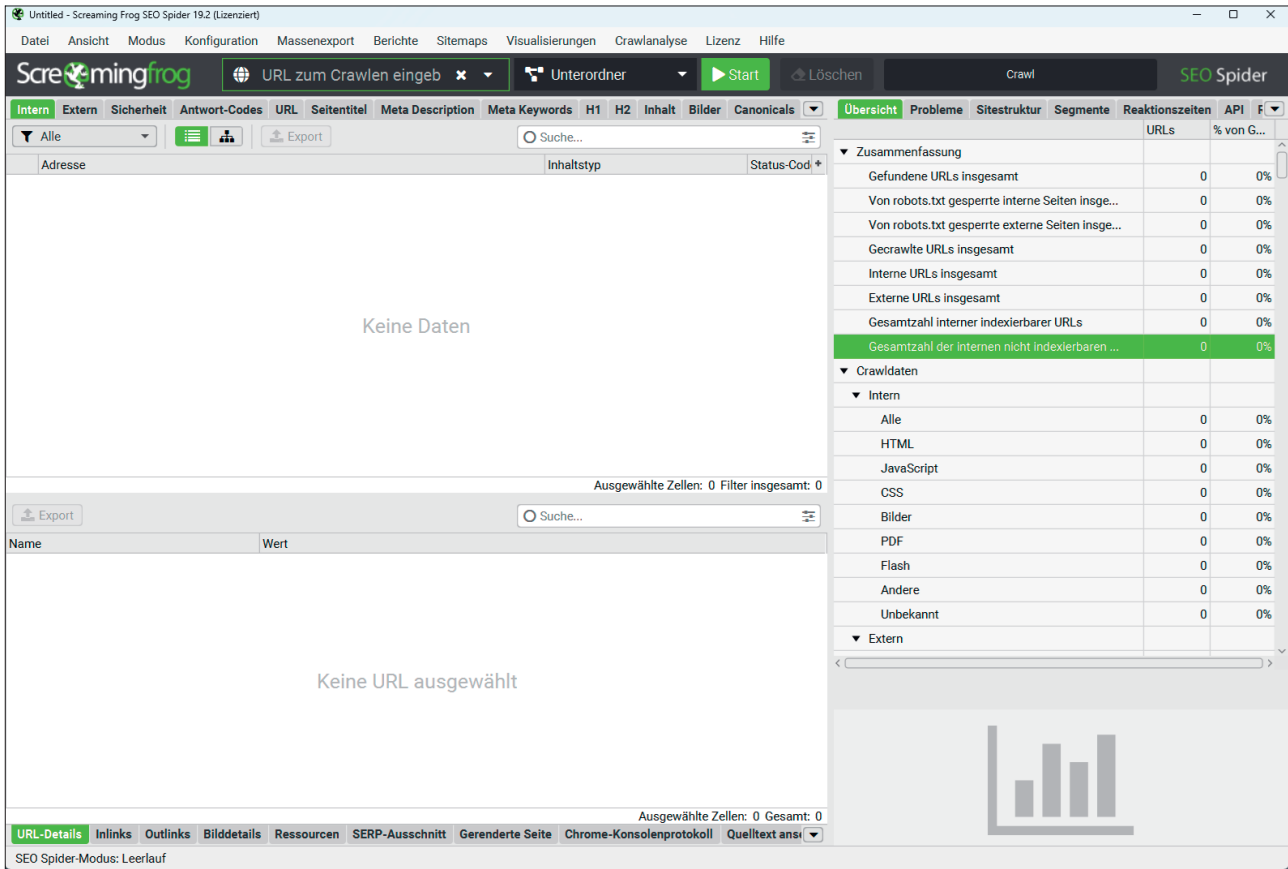 Untitled - Screaming Frog SEO Spider 19.2 (Lizenziert)
Datei Ansicht Modus Konfiguration Massenexport Berichte Sitemaps Visualisierungen Crawlanalyse Lizenz Hilfe
Screamingfrog URL zum Crawlen eingeb Unterordner Start Löschen Crawl SEO Spider
Intern Extern Sicherheit Antwort-Codes URL Seitentitel Meta Description Meta Keywords H1 H2 Inhalt Bilder Canonicals
Alle Export Suche...
Adresse Inhaltstyp Status-Cod
Keine Daten
Ausgewählte Zellen: 0 Filter insgesamt: 0
Export Suche...
Name Wert
Keine URL ausgewählt
Ausgewählte Zellen: 0 Gesamt: 0
URL-Details Inlinks Outlinks Bilddetails Ressourcen SERP-Ausschnitt Gerenderte Seite Chrome-Konsolenprotokoll Quelltext
SEO Spider-Modus: Leerlauf
Übersicht Probleme Sitestruktur Segmente Reaktionszeiten API
URLs % von G...
Zusammenfassung
Gefundene URLs insgesamt 0 0%
Von robots.txt gesperrte interne Seiten insge... 0 0%
Von robots.txt gesperrte externe Seiten insge... 0 0%
Gecrawlte URLs insgesamt 0 0%
Interne URLs insgesamt 0 0%
Externe URLs insgesamt 0 0%
Gesamtzahl interner indexierbarer URLs 0 0%
Gesamtzahl der internen nicht indexierbaren ... 0 0%
Crawldaten
Intern
Alle 0 0%
HTML 0 0%
JavaScript 0 0%
CSS 0 0%
Bilder 0 0%
PDF 0 0%
Flash 0 0%
Andere 0 0%
Unbekannt 0 0%
Extern